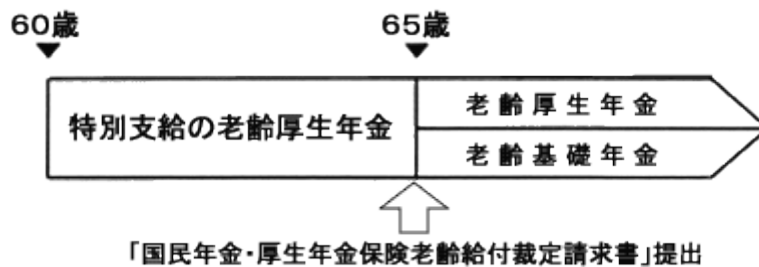 60歳 65歳
特別支給の老齢厚生年金
老齢厚生年金
老齢基礎年金
「国民年金・厚生年金保険老齢給付裁定請求書」提出